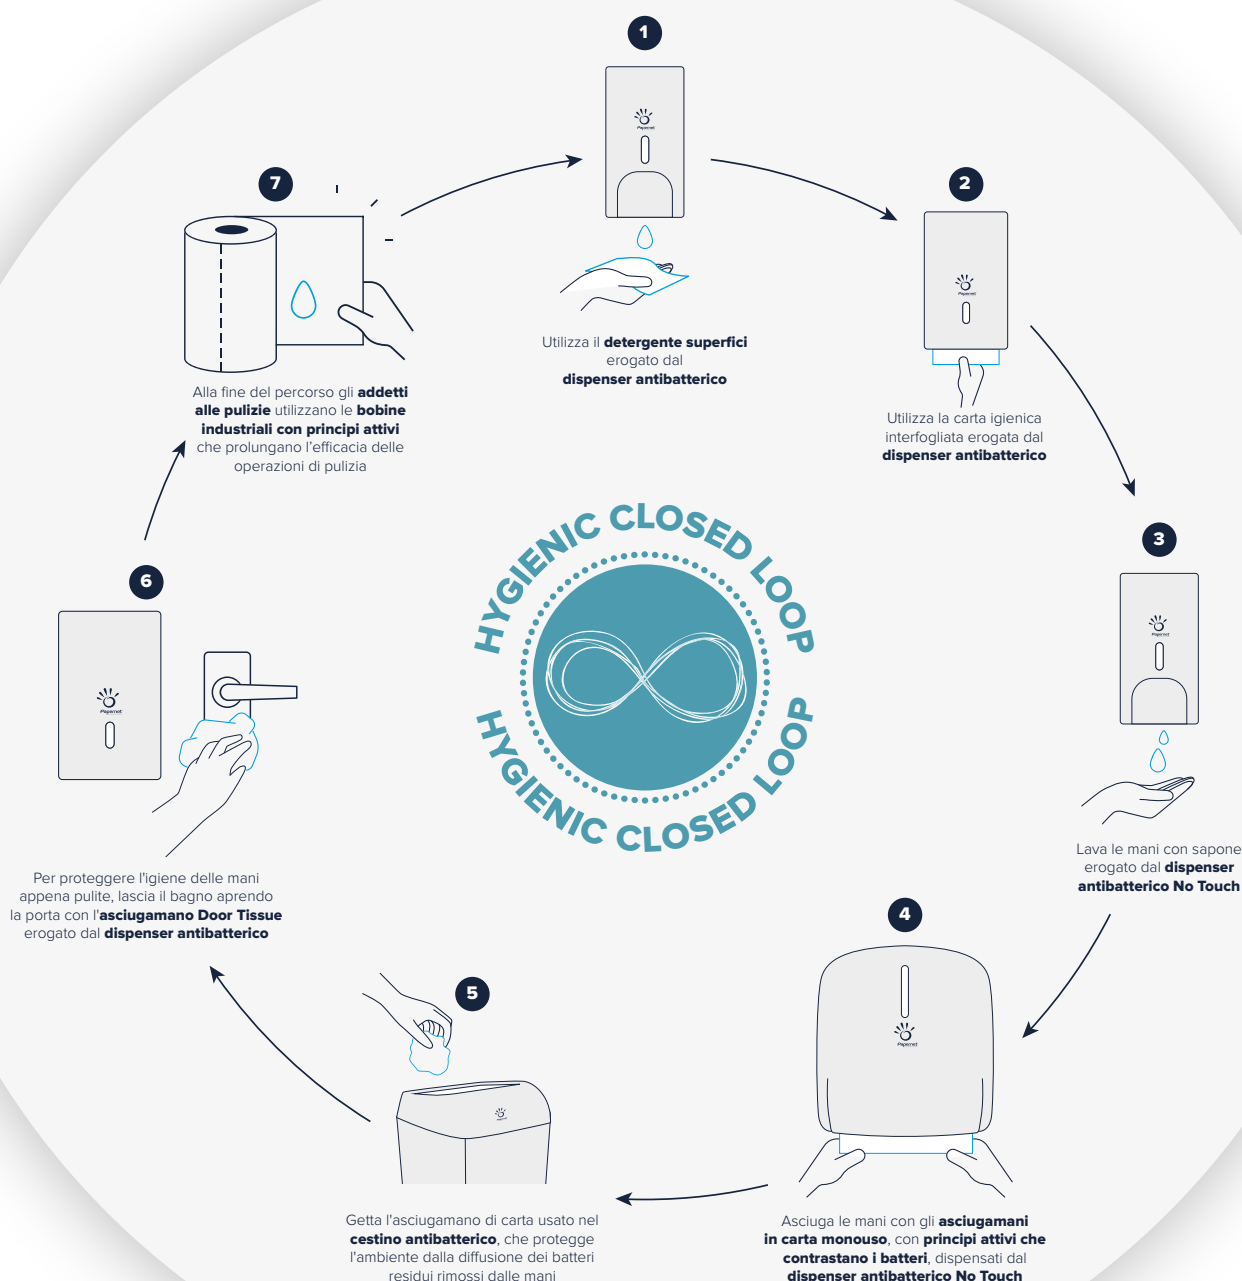 1
Papernet
Utilizza il detergente superfici
erogato dal
dispenser antibatterico
2
Papernet
Utilizza la carta igienica
interfogliata erogata dal
dispenser antibatterico
3
Papernet
Lava le mani con sapone
erogato dal dispenser
antibatterico No Touch
4
Papernet
Asciuga le mani con gli asciugamani
in carta monouso, con principi attivi che
contrastano i batteri, dispensati dal
dispenser antibatterico No Touch
5
Getta l'asciugamano di carta usato nel
cestino antibatterico, che protegge
l'ambiente dalla diffusione dei batteri
residui rimossi dalle mani
6
Papernet
Per proteggere l'igiene delle mani
appena pulite, lascia il bagno aprendo
la porta con l'asciugamano Door Tissue
erogato dal dispenser antibatterico
7
Alla fine del percorso gli addetti
alle pulizie utilizzano le bobine
industriali con principi attivi
che prolungano l'efficacia delle
operazioni di pulizia
HYGIENIC CLOSED LOOP
HYGIENIC CLOSED LOOP